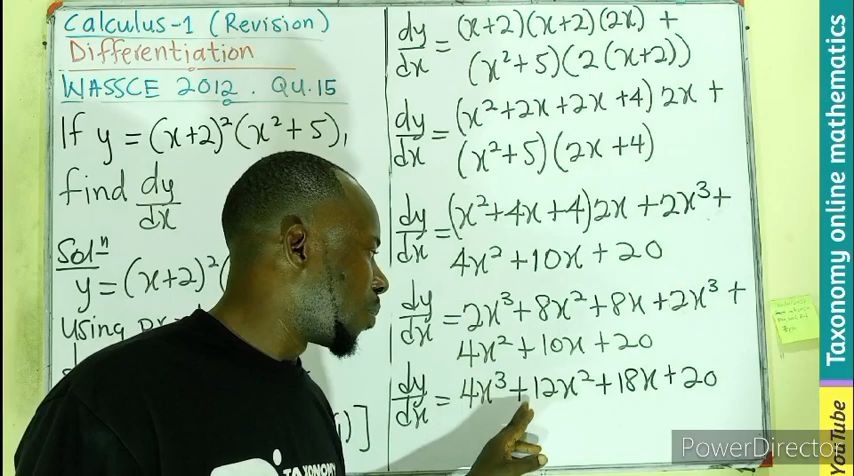 Calculus-1 (Revision)
Differentiation
WASSCE 2012. QU.15
If y = (x+2)²(x²+5),
find dy/dx
Solⁿ
y = (x+2)²(
using
)]
dy/dx = (x+2)(x+2)(2x) +
(x²+5)(2(x+2))
dy/dx = (x²+2x+2x+4)2x +
(x²+5)(2x+4)
dy/dx = (x²+4x+4)2x+2x³+
4x²+10x+20
dy/dx = 2x³+8x²+8x+2x³+
4x²+10x+20
dy/dx = 4x³+12x²+18x+20
TAXONOMY
PowerDirector
Taxonomy online mathematics
YouTube